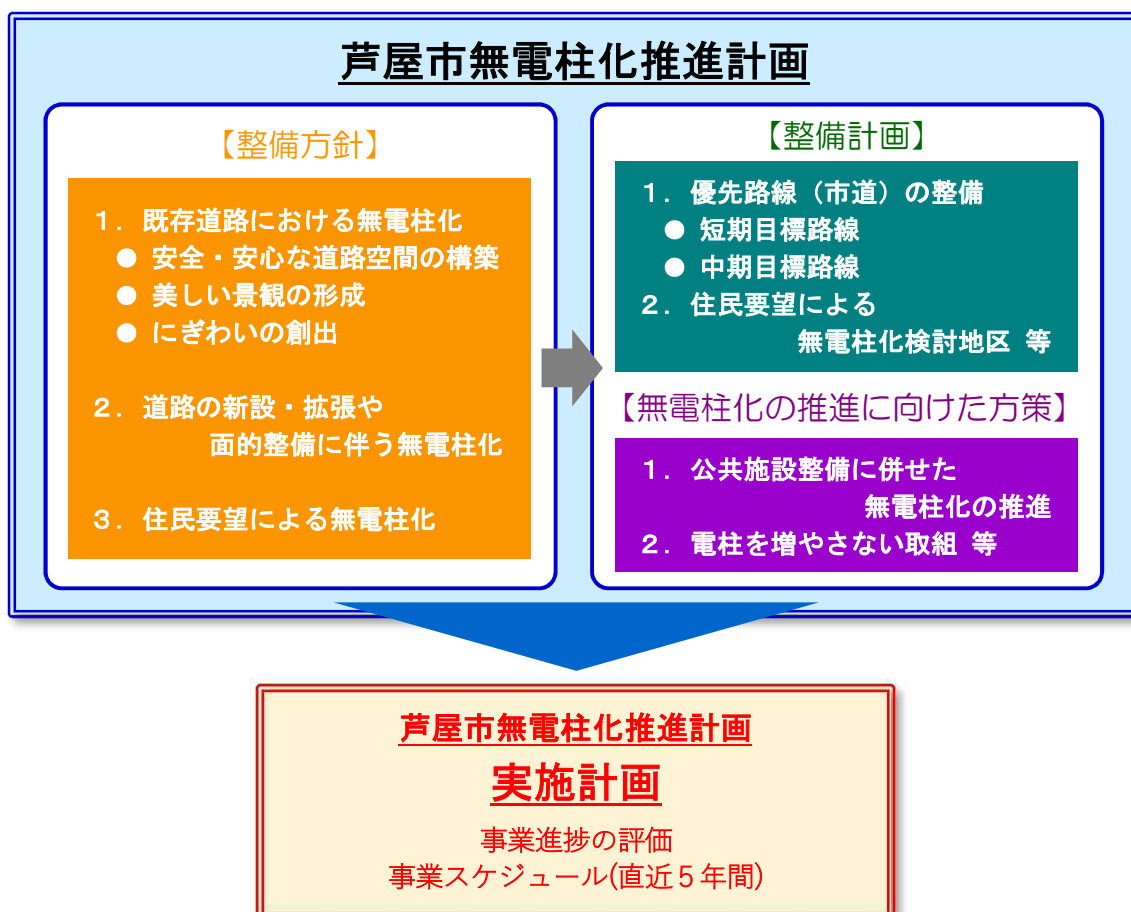 芦屋市無電柱化推進計画
【整備方針】
1．既存道路における無電柱化
● 安全・安心な道路空間の構築
● 美しい景観の形成
● にぎわいの創出
2．道路の新設・拡張や
面的整備に伴う無電柱化
3．住民要望による無電柱化
【整備計画】
1．優先路線（市道）の整備
● 短期目標路線
● 中期目標路線
2．住民要望による
無電柱化検討地区 等
【無電柱化の推進に向けた方策】
1．公共施設整備に併せた
無電柱化の推進
2．電柱を増やさない取組 等
芦屋市無電柱化推進計画
実施計画
事業進捗の評価
事業スケジュール(直近５年間)